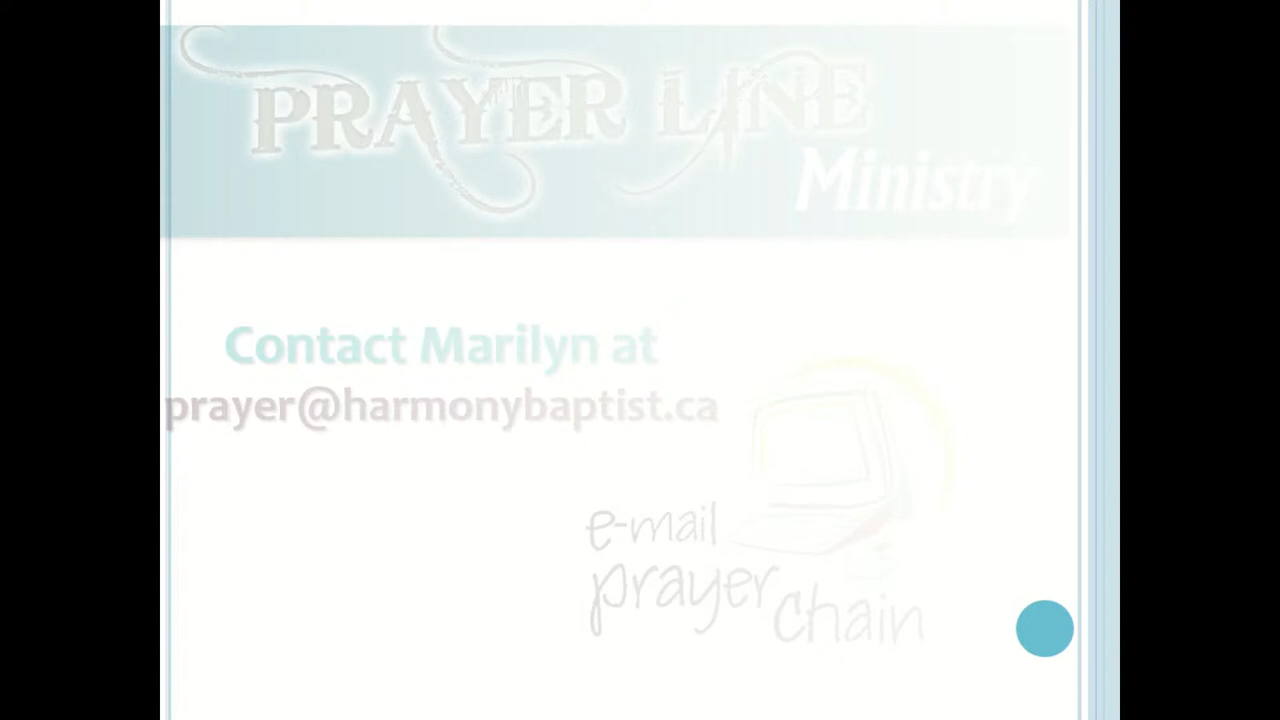 PRAYER LINE
Ministry
Contact Marilyn at
prayer@harmonybaptist.ca
e-mail
prayer
chain